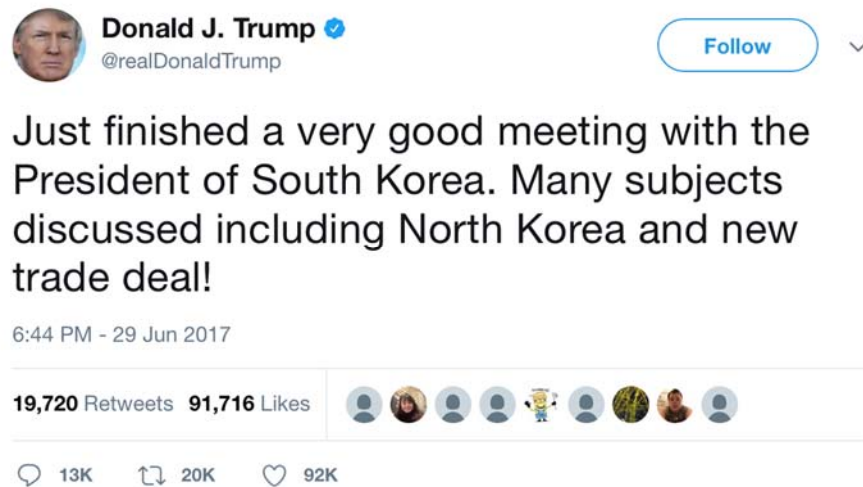 Donald J. Trump
@realDonaldTrump
Follow
Just finished a very good meeting with the
President of South Korea. Many subjects
discussed including North Korea and new
trade deal!
6:44 PM - 29 Jun 2017
19,720 Retweets 91,716 Likes
13K 20K 92K